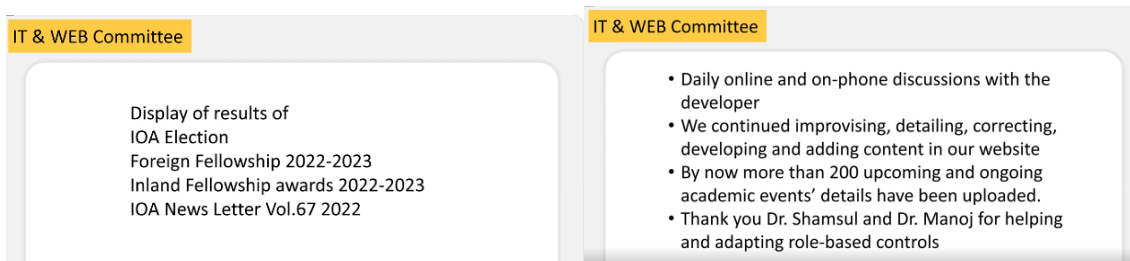 IT & WEB Committee
Display of results of
IOA Election
Foreign Fellowship 2022-2023
Inland Fellowship awards 2022-2023
IOA News Letter Vol.67 2022
IT & WEB Committee
• Daily online and on-phone discussions with the
developer
• We continued improvising, detailing, correcting,
developing and adding content in our website
• By now more than 200 upcoming and ongoing
academic events’ details have been uploaded.
• Thank you Dr. Shamsul and Dr. Manoj for helping
and adapting role-based controls